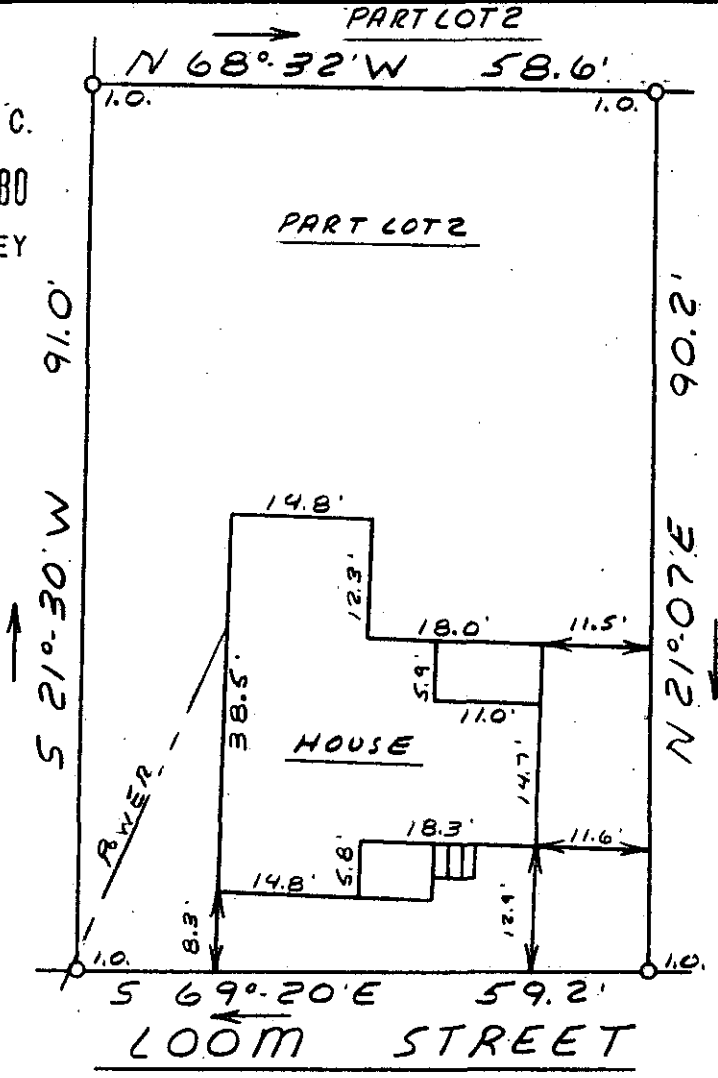 PART LOT 2
N 68°-32'W 58.6'
I.O.
I.O.
C.
80
EY
PART LOT 2
91.0'
90.2'
14.8'
12.3'
18.0'
11.5'
5.9'
11.0'
S 21°-30'W
N 21°-07'E
38.5'
HOUSE
14.7'
POWER
18.3'
11.6'
5.8'
14.8'
8.3'
12.9'
I.O.
I.O.
S 69°-20'E 59.2'
LOOM STREET